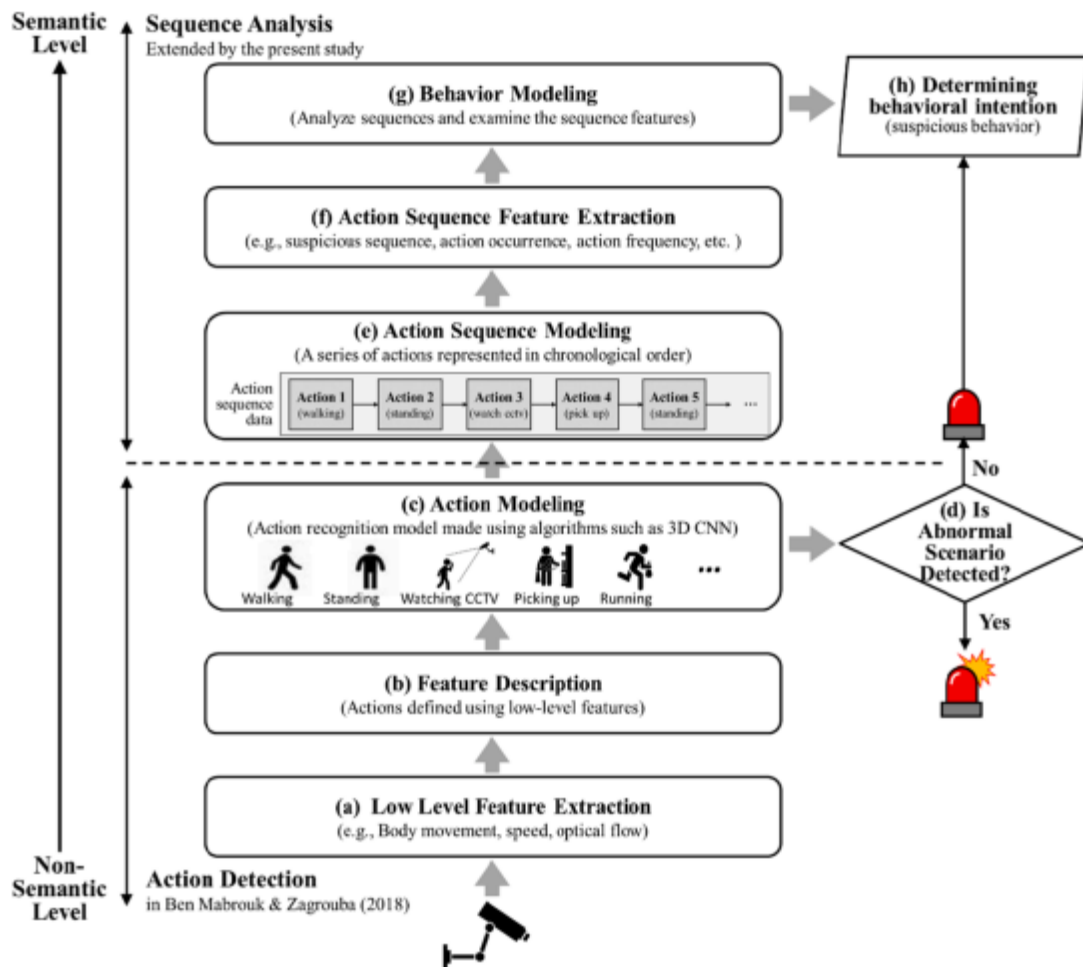 Semantic
Level
Sequence Analysis
Extended by the present study
(g) Behavior Modeling
(Analyze sequences and examine the sequence features)
(h) Determining
behavioral intention
(suspicious behavior)
(f) Action Sequence Feature Extraction
(e.g., suspicious sequence, action occurrence, action frequency, etc. )
(e) Action Sequence Modeling
(A series of actions represented in chronological order)
Action
sequence
data
Action 1
(walking)
Action 2
(standing)
Action 3
(watch cctv)
Action 4
(pick up)
Action 5
(standing)
...
(c) Action Modeling
(Action recognition model made using algorithms such as 3D CNN)
Walking
Standing
Watching CCTV
Picking up
Running
...
No
(d) Is
Abnormal
Scenario
Detected?
Yes
(b) Feature Description
(Actions defined using low-level features)
(a) Low Level Feature Extraction
(e.g., Body movement, speed, optical flow)
Non-
Semantic
Level
Action Detection
in Ben Mabrouk & Zagrouba (2018)